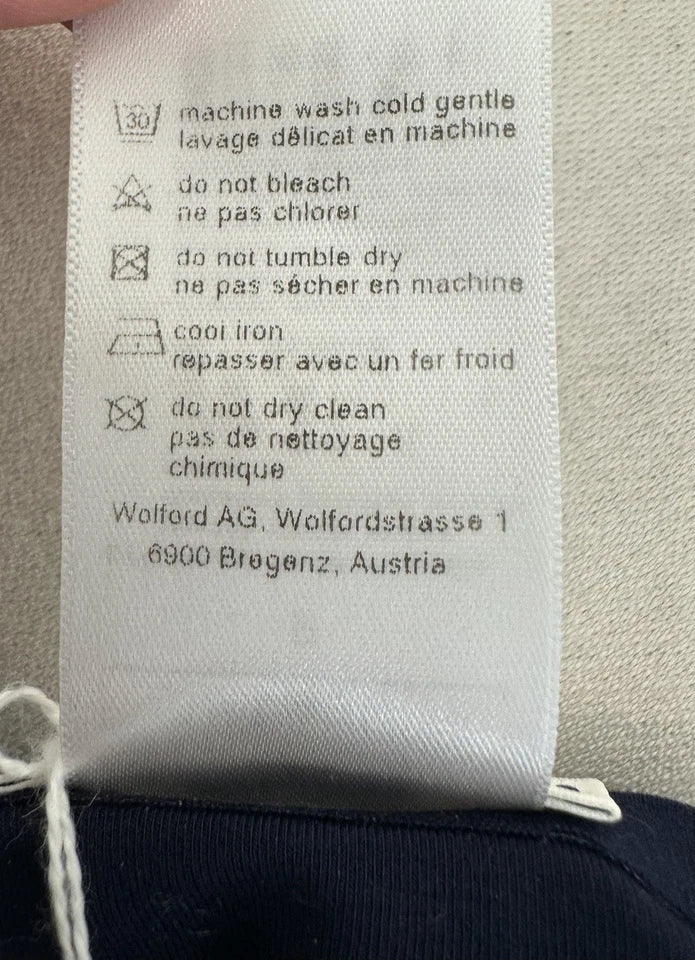 30 machine wash cold gentle
lavage délicat en machine
do not bleach
ne pas chlorer
do not tumble dry
ne pas sécher en machine
cool iron
repasser avec un fer froid
do not dry clean
pas de nettoyage
chimique
Wolford AG, Wolfordstrasse 1
6900 Bregenz, Austria